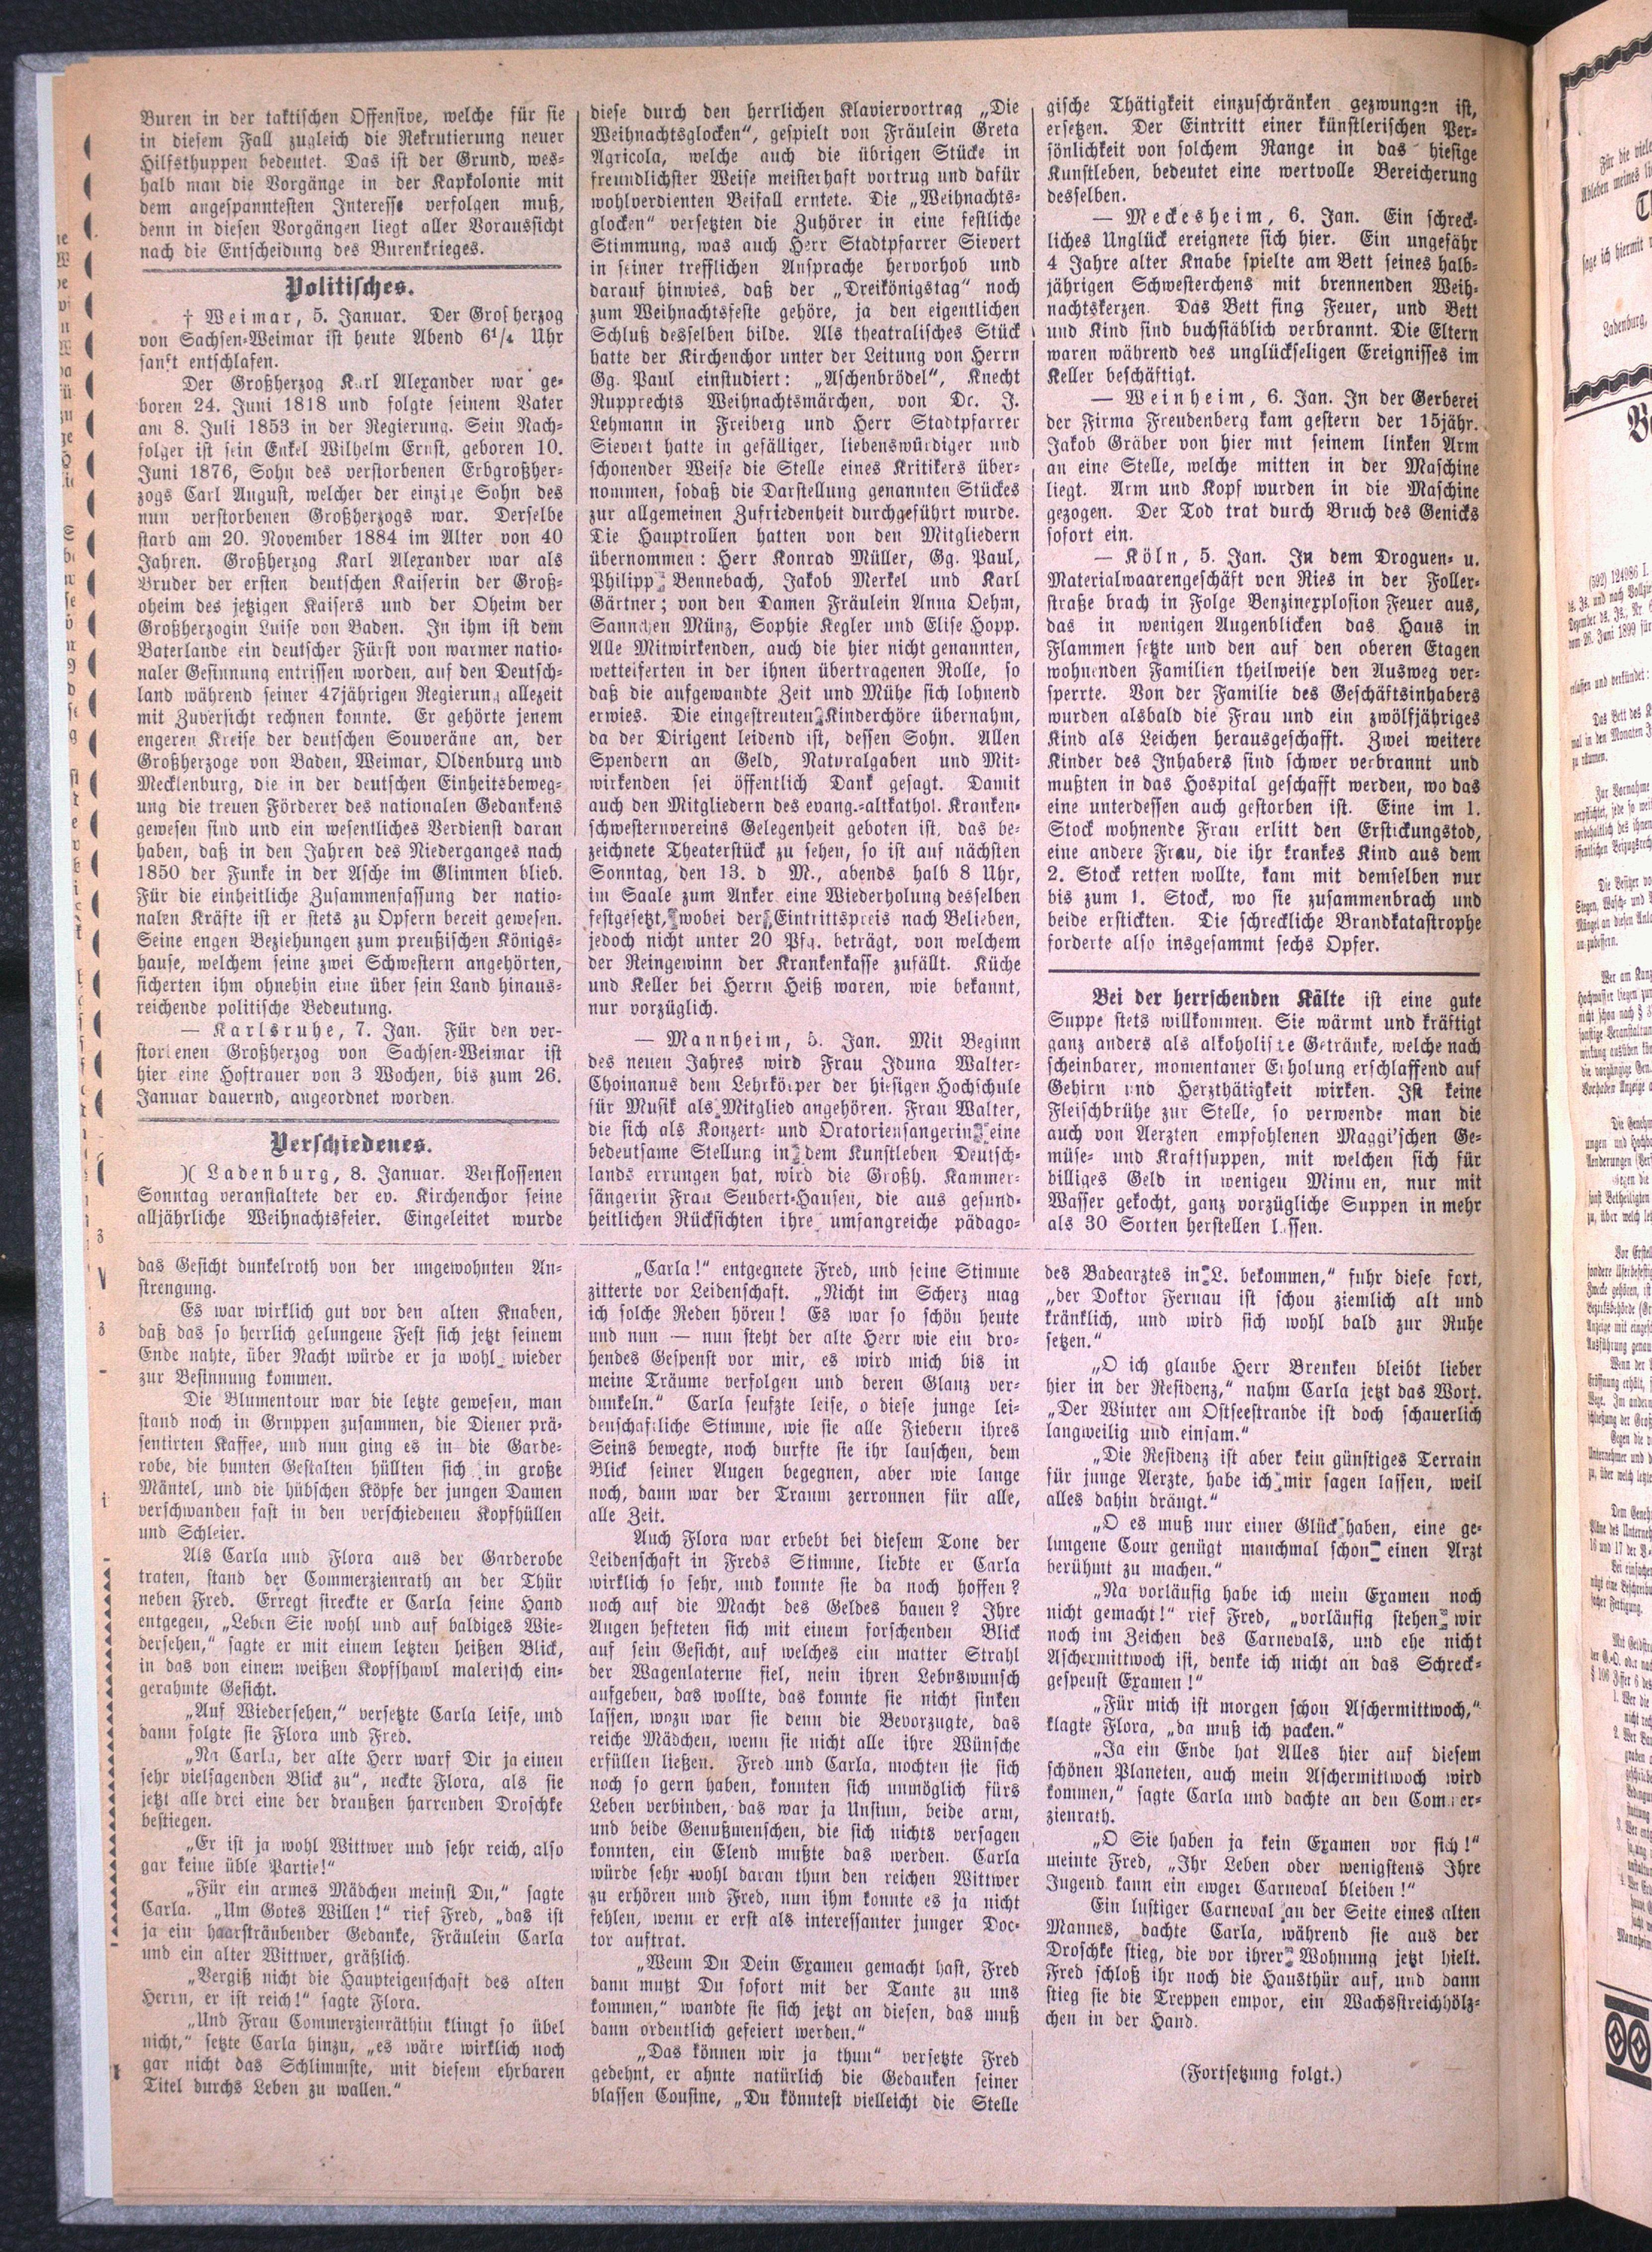 Buren in der taktischen Offensive, welche für sie
in diesem Fall zugleich die Rekrutierung neuer
Hilfsthuppen bedeutet. Das ist der Grund, wes-
halb man die Vorgänge in der Kapkolonie mit
dem angespanntesten Interesse verfolgen muß,
denn in diesen Vorgängen liegt aller Voraussicht
nach die Entscheidung des Burenkrieges.
Politisches.
† Weimar, 5. Januar. Der Großherzog
von Sachsen-Weimar ist heute Abend 6¼ Uhr
sanft entschlafen.
Der Großherzog Karl Alexander war ge-
boren 24. Juni 1818 und folgte seinem Vater
am 8. Juli 1853 in der Regierung. Sein Nach-
folger ist sein Enkel Wilhelm Ernst, geboren 10.
Juni 1876, Sohn des verstorbenen Erbgroßher-
zogs Carl August, welcher der einzige Sohn des
nun verstorbenen Großherzogs war. Derselbe
starb am 20. November 1884 im Alter von 40
Jahren. Großherzog Karl Alexander war als
Bruder der ersten deutschen Kaiserin der Groß-
oheim des jetzigen Kaisers und der Oheim der
Großherzogin Luise von Baden. In ihm ist dem
Vaterlande ein deutscher Fürst von warmer natio-
naler Gesinnung entrissen worden, auf den Deutsch-
land während seiner 47jährigen Regierung allezeit
mit Zuversicht rechnen konnte. Er gehörte jenem
engeren Kreise der deutschen Souveräne an, der
Großherzoge von Baden, Weimar, Oldenburg und
Mecklenburg, die in der deutschen Einheitsbeweg-
ung die treuen Förderer des nationalen Gedankens
gewesen sind und ein wesentliches Verdienst daran
haben, daß in den Jahren des Niederganges nach
1850 der Funke in der Asche im Glimmen blieb.
Für die einheitliche Zusammenfassung der natio-
nalen Kräfte ist er stets zu Opfern bereit gewesen.
Seine engen Beziehungen zum preußischen Königs-
hause, welchem seine zwei Schwestern angehörten,
sicherten ihm ohnehin eine über sein Land hinaus-
reichende politische Bedeutung.
— Karlsruhe, 7. Jan. Für den ver-
storbenen Großherzog von Sachsen-Weimar ist
hier eine Hoftrauer von 3 Wochen, bis zum 26.
Januar dauernd, angeordnet worden.
Verschiedenes.
)( Ladenburg, 8. Januar. Verflossenen
Sonntag veranstaltete der ev. Kirchenchor seine
alljährliche Weihnachtsfeier. Eingeleitet wurde
diese durch den herrlichen Klaviervortrag „Die
Weihnachtsglocken“, gespielt von Fräulein Greta
Agricola, welche auch die übrigen Stücke in
freundlichster Weise meisterhaft vortrug und dafür
wohlverdienten Beifall erntete. Die „Weihnachts-
glocken“ versetzten die Zuhörer in eine festliche
Stimmung, was auch Herr Stadtpfarrer Sievert
in seiner trefflichen Ansprache hervorhob und
darauf hinwies, daß der „Dreikönigstag“ noch
zum Weihnachtsfeste gehöre, ja den eigentlichen
Schluß desselben bilde. Als theatralisches Stück
hatte der Kirchenchor unter der Leitung von Herrn
Gg. Paul einstudiert: „Aschenbrödel“, Knecht
Rupprechts Weihnachtsmärchen, von Dr. J.
Lehmann in Freiberg und Herr Stadtpfarrer
Sievert hatte in gefälliger, liebenswürdiger und
schonender Weise die Stelle eines Kritikers über-
nommen, sodaß die Darstellung genannten Stückes
zur allgemeinen Zufriedenheit durchgeführt wurde.
Die Hauptrollen hatten von den Mitgliedern
übernommen: Herr Konrad Müller, Gg. Paul,
Philipp Bennebach, Jakob Merkel und Karl
Gärtner; von den Damen Fräulein Anna Oehm,
Sannchen Münz, Sophie Kegler und Elise Hopp.
Alle Mitwirkenden, auch die hier nicht genannten,
wetteiferten in der ihnen übertragenen Rolle, so
daß die aufgewandte Zeit und Mühe sich lohnend
erwies. Die eingestreuten Kinderchöre übernahm,
da der Dirigent leidend ist, dessen Sohn. Allen
Spendern an Geld, Naturalgaben und Mit-
wirkenden sei öffentlich Dank gesagt. Damit
auch den Mitgliedern des evang.-altkathol. Kranken-
schwesternvereins Gelegenheit geboten ist, das be-
zeichnete Theaterstück zu sehen, so ist auf nächsten
Sonntag, den 13. d M., abends halb 8 Uhr,
im Saale zum Anker eine Wiederholung desselben
festgesetzt, wobei der Eintrittspreis nach Belieben,
jedoch nicht unter 20 Pfg. beträgt, von welchem
der Reingewinn der Krankenkasse zufällt. Küche
und Keller bei Herrn Heiß waren, wie bekannt,
nur vorzüglich.
— Mannheim, 5. Jan. Mit Beginn
des neuen Jahres wird Frau Iduna Walter-
Choinanus dem Lehrkörper der hiesigen Hochschule
für Musik als Mitglied angehören. Frau Walter,
die sich als Konzert- und Oratoriensangerin eine
bedeutsame Stellung in dem Kunstleben Deutsch-
lands errungen hat, wird die Großh. Kammer-
sängerin Frau Seubert-Hausen, die aus gesund-
heitlichen Rücksichten ihre umfangreiche pädago-
gische Thätigkeit einzuschränken gezwungen ist,
ersetzen. Der Eintritt einer künstlerischen Per-
sönlichkeit von solchem Range in das hiesige
Kunstleben, bedeutet eine wertvolle Bereicherung
desselben.
— Meckesheim, 6. Jan. Ein schreck-
liches Unglück ereignete sich hier. Ein ungefähr
4 Jahre alter Knabe spielte am Bett seines halb-
jährigen Schwesterchens mit brennenden Weih-
nachtskerzen. Das Bett fing Feuer, und Bett
und Kind sind buchstäblich verbrannt. Die Eltern
waren während des unglückseligen Ereignisses im
Keller beschäftigt.
— Weinheim, 6. Jan. In der Gerberei
der Firma Freudenberg kam gestern der 15jähr.
Jakob Gräber von hier mit seinem linken Arm
an eine Stelle, welche mitten in der Maschine
liegt. Arm und Kopf wurden in die Maschine
gezogen. Der Tod trat durch Bruch des Genicks
sofort ein.
— Köln, 5. Jan. In dem Droguen- u.
Materialwaarengeschäft von Ries in der Foller-
straße brach in Folge Benzinexplosion Feuer aus,
das in wenigen Augenblicken das Haus in
Flammen setzte und den auf den oberen Etagen
wohnenden Familien theilweise den Ausweg ver-
sperrte. Von der Familie des Geschäftsinhabers
wurden alsbald die Frau und ein zwölfjähriges
Kind als Leichen herausgeschafft. Zwei weitere
Kinder des Inhabers sind schwer verbrannt und
mußten in das Hospital geschafft werden, wo das
eine unterdessen auch gestorben ist. Eine im 1.
Stock wohnende Frau erlitt den Erstickungstod,
eine andere Frau, die ihr krankes Kind aus dem
2. Stock retten wollte, kam mit demselben nur
bis zum 1. Stock, wo sie zusammenbrach und
beide erstickten. Die schreckliche Brandkatastrophe
forderte also insgesammt sechs Opfer.
Bei der herrschenden Kälte ist eine gute
Suppe stets willkommen. Sie wärmt und kräftigt
ganz anders als alkoholische Getränke, welche nach
scheinbarer, momentaner Erholung erschlaffend auf
Gehirn und Herzthätigkeit wirken. Ist keine
Fleischbrühe zur Stelle, so verwende man die
auch von Aerzten empfohlenen Maggi'schen Ge-
müse- und Kraftsuppen, mit welchen sich für
billiges Geld in wenigen Minuten, nur mit
Wasser gekocht, ganz vorzügliche Suppen in mehr
als 30 Sorten herstellen lassen.
das Gesicht dunkelroth von der ungewohnten An-
strengung.
Es war wirklich gut vor den alten Knaben,
daß das so herrlich gelungene Fest sich jetzt seinem
Ende nahte, über Nacht würde er ja wohl wieder
zur Besinnung kommen.
Die Blumentour war die letzte gewesen, man
stand noch in Gruppen zusammen, die Diener prä-
sentirten Kaffee, und nun ging es in die Garde-
robe, die bunten Gestalten hüllten sich in große
Mäntel, und die hübschen Köpfe der jungen Damen
verschwanden fast in den verschiedenen Kopfhüllen
und Schleier.
Als Carla und Flora aus der Garderobe
traten, stand der Commerzienrath an der Thür
neben Fred. Erregt streckte er Carla seine Hand
entgegen, „Leben Sie wohl und auf baldiges Wie-
dersehen,“ sagte er mit einem letzten heißen Blick,
in das von einem weißen Kopfshawl malerisch ein-
gerahmte Gesicht.
„Auf Wiedersehen,“ versetzte Carla leise, und
dann folgte sie Flora und Fred.
„Na Carla, der alte Herr warf Dir ja einen
sehr vielsagenden Blick zu“, neckte Flora, als sie
jetzt alle drei eine der draußen harrenden Droschke
bestiegen.
„Er ist ja wohl Wittwer und sehr reich, also
gar keine üble Partie!“
„Für ein armes Mädchen meinst Du,“ sagte
Carla. „Um Gotes Willen!“ rief Fred, „das ist
ja ein haarsträubender Gedanke, Fräulein Carla
und ein alter Wittwer, gräßlich.
„Vergiß nicht die Haupteigenschaft des alten
Herrn, er ist reich!“ sagte Flora.
„Und Frau Commerzienräthin klingt so übel
nicht,“ setzte Carla hinzu, „es wäre wirklich noch
gar nicht das Schlimmste, mit diesem ehrbaren
Titel durchs Leben zu wallen.“
„Carla!“ entgegnete Fred, und seine Stimme
zitterte vor Leidenschaft. „Nicht im Scherz mag
ich solche Reden hören! Es war so schön heute
und nun — nun steht der alte Herr wie ein dro-
hendes Gespenst vor mir, es wird mich bis in
meine Träume verfolgen und deren Glanz ver-
dunkeln.“ Carla seufzte leise, o diese junge lei-
denschaftliche Stimme, wie sie alle Fiebern ihres
Seins bewegte, noch durfte sie ihr lauschen, dem
Blick seiner Augen begegnen, aber wie lange
noch, dann war der Traum zerronnen für alle,
alle Zeit.
Auch Flora war erbebt bei diesem Tone der
Leidenschaft in Freds Stimme, liebte er Carla
wirklich so sehr, und konnte sie da noch hoffen?
noch auf die Macht des Geldes bauen? Ihre
Augen hefteten sich mit einem forschenden Blick
auf sein Gesicht, auf welches ein matter Strahl
der Wagenlaterne fiel, nein ihren Lebnswunsch
aufgeben, das wollte, das konnte sie nicht sinken
lassen, wozu war sie denn die Bevorzugte, das
reiche Mädchen, wenn sie nicht alle ihre Wünsche
erfüllen ließen. Fred und Carla, mochten sie sich
noch so gern haben, konnten sich unmöglich fürs
Leben verbinden, das war ja Unsinn, beide arm,
und beide Genußmenschen, die sich nichts versagen
konnten, ein Elend mußte das werden. Carla
würde sehr wohl daran thun den reichen Wittwer
zu erhören und Fred, nun ihm konnte es ja nicht
fehlen, wenn er erst als interessanter junger Doc-
tor auftrat.
„Wenn Du Dein Examen gemacht hast, Fred
dann mußt Du sofort mit der Tante zu uns
kommen,“ wandte sie sich jetzt an diesen, das muß
dann ordentlich gefeiert werden.“
„Das können wir ja thun“ versetzte Fred
gedehnt, er ahnte natürlich die Gedanken seiner
blassen Cousine, „Du könntest vielleicht die Stelle
des Badearztes in L. bekommen,“ fuhr diese fort,
„der Doktor Fernau ist schon ziemlich alt und
kränklich, und wird sich wohl bald zur Ruhe
setzen.“
„O ich glaube Herr Brenken bleibt lieber
hier in der Residenz,“ nahm Carla jetzt das Wort.
„Der Winter am Ostseestrande ist doch schauerlich
langweilig und einsam.“
„Die Residenz ist aber kein günstiges Terrain
für junge Aerzte, habe ich mir sagen lassen, weil
alles dahin drängt.“
„O es muß nur einer Glück haben, eine ge-
lungene Cour genügt manchmal schon einen Arzt
berühmt zu machen.“
„Na vorläufig habe ich mein Examen noch
nicht gemacht!“ rief Fred, „vorläufig stehen wir
noch im Zeichen des Carnevals, und ehe nicht
Aschermittwoch ist, denke ich nicht an das Schreck-
gespenst Examen!“
„Für mich ist morgen schon Aschermittwoch,“
klagte Flora, „da muß ich packen.“
„Ja ein Ende hat Alles hier auf diesem
schönen Planeten, auch mein Aschermittwoch wird
kommen,“ sagte Carla und dachte an den Commer-
zienrath.
„O Sie haben ja kein Examen vor sich!“
meinte Fred, „Ihr Leben oder wenigstens Ihre
Jugend kann ein ewger Carneval bleiben!“
Ein lustiger Carneval an der Seite eines alten
Mannes, dachte Carla, während sie aus der
Droschke stieg, die vor ihrer Wohnung jetzt hielt.
Fred schloß ihr noch die Hausthür auf, und dann
stieg sie die Treppen empor, ein Wachsstreichhölz-
chen in der Hand.
(Fortsetzung folgt.)